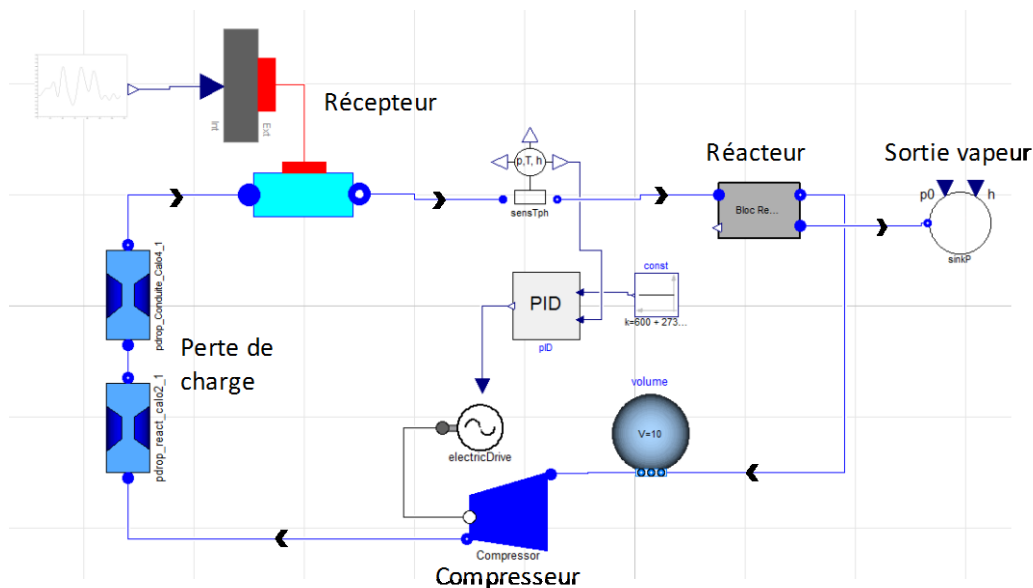 Récepteur
Int
Ext
p, T, h
sensTph
Réacteur
Bloc Re...
Sortie vapeur
p0
h
sinkP
const
k=600 + 273...
PID
pID
pdrop_Conduite_Calo4_1
Perte de
charge
pdrop_react_calo2_1
electricDrive
volume
V=10
Compressor
Compresseur